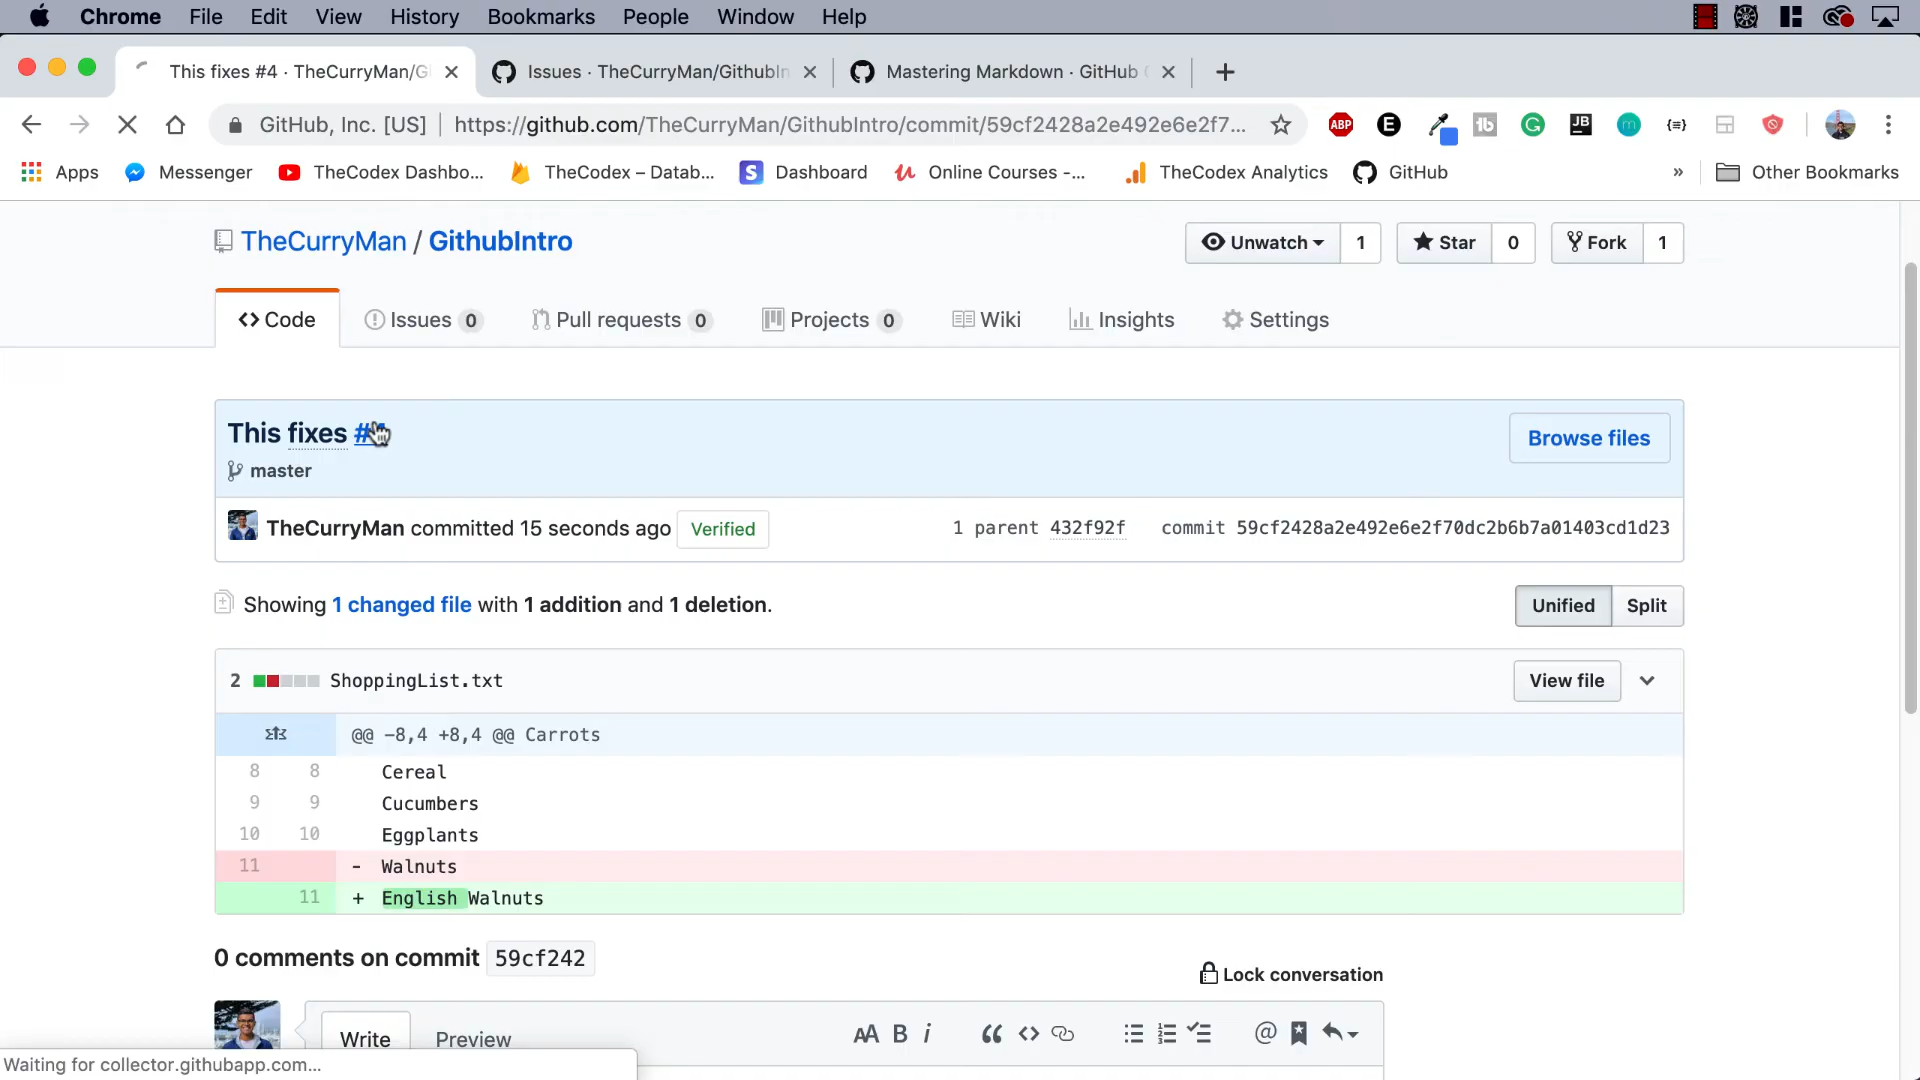 Chrome File Edit View History Bookmarks People Window Help
This fixes #4 · TheCurryMan/G
Issues · TheCurryMan/GithubIn
Mastering Markdown · GitHub
GitHub, Inc. [US] | https://github.com/TheCurryMan/GithubIntro/commit/59cf2428a2e492e6e2f7...
Apps Messenger TheCodex Dashbo... TheCodex – Datab... Dashboard Online Courses -... TheCodex Analytics GitHub » Other Bookmarks
TheCurryMan / GithubIntro
Unwatch 1 Star 0 Fork 1
Code Issues 0 Pull requests 0 Projects 0 Wiki Insights Settings
This fixes #
Browse files
master
TheCurryMan committed 15 seconds ago Verified 1 parent 432f92f commit 59cf2428a2e492e6e2f70dc2b6b7a01403cd1d23
Showing 1 changed file with 1 addition and 1 deletion.
Unified Split
2 ShoppingList.txt View file
@@ -8,4 +8,4 @@ Carrots
8 8 Cereal
9 9 Cucumbers
10 10 Eggplants
11 - Walnuts
11 + English Walnuts
0 comments on commit 59cf242
Lock conversation
Write Preview AA B i
Waiting for collector.githubapp.com...